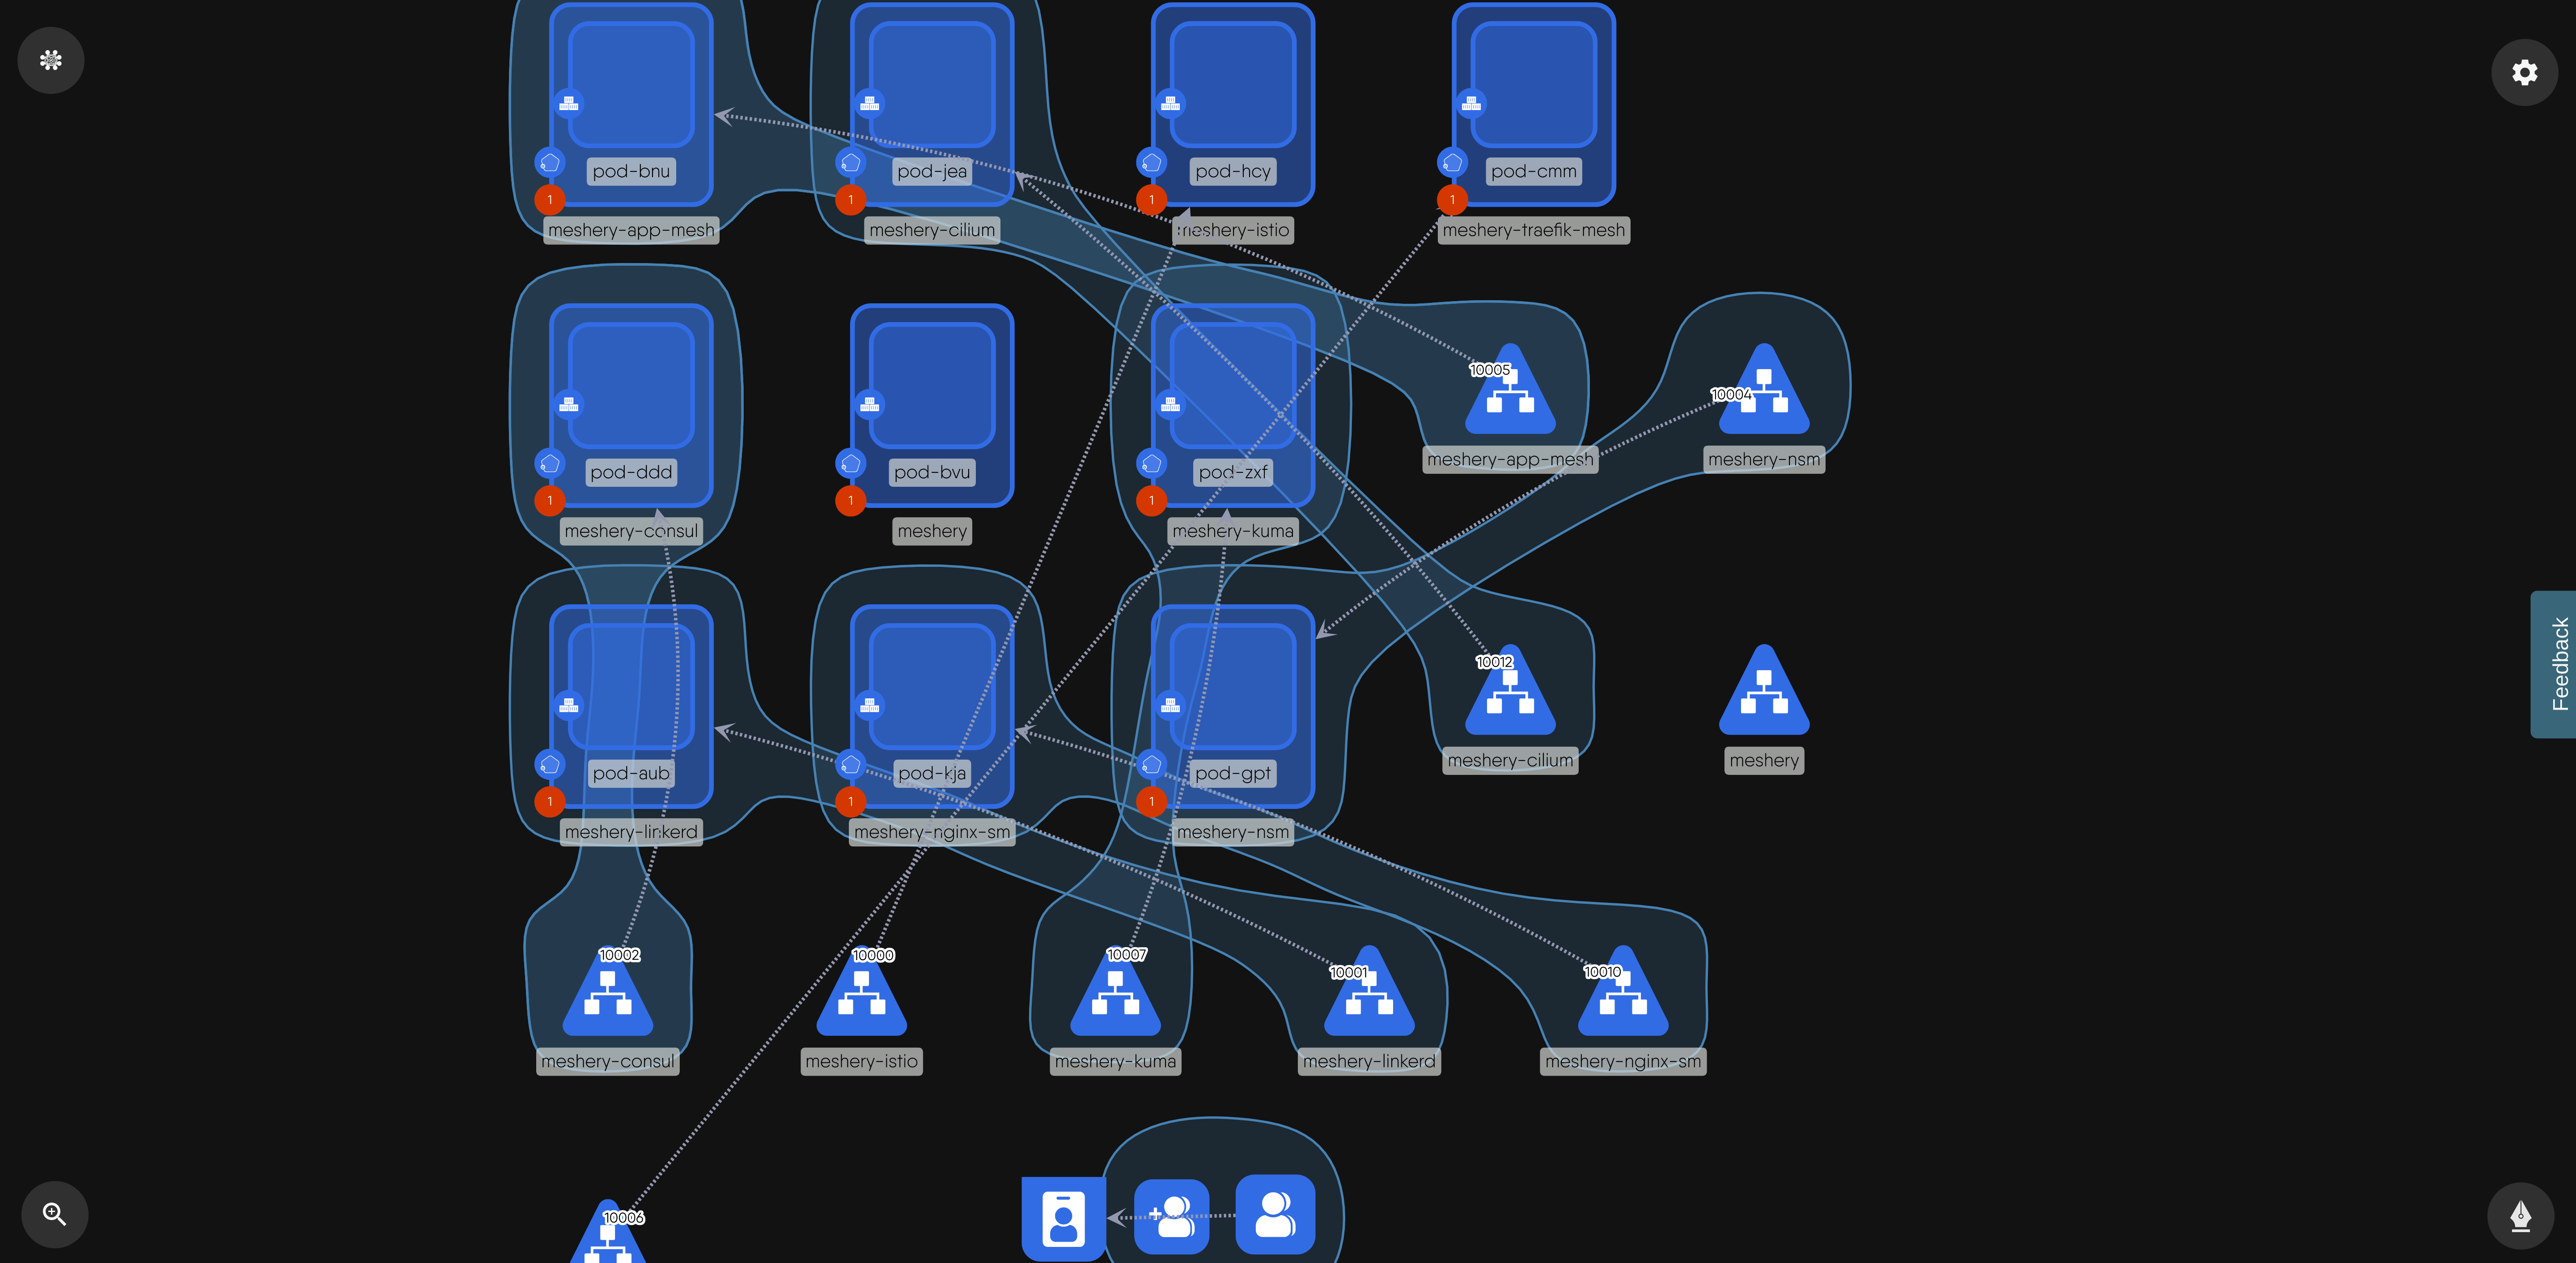 pod-bnu
pod-jea
pod-hcy
pod-cmm
1
1
1
1
meshery-app-mesh
meshery-cilium
meshery-istio
meshery-traefik-mesh
10005
10004
meshery-app-mesh
meshery-nsm
pod-ddd
pod-bvu
pod-zxf
1
1
1
meshery-consul
meshery
meshery-kuma
Feedback
10012
meshery-cilium
meshery
pod-aub
pod-kja
pod-gpt
1
1
1
meshery-linkerd
meshery-nginx-sm
meshery-nsm
10002
10000
10007
10001
10010
meshery-consul
meshery-istio
meshery-kuma
meshery-linkerd
meshery-nginx-sm
10006